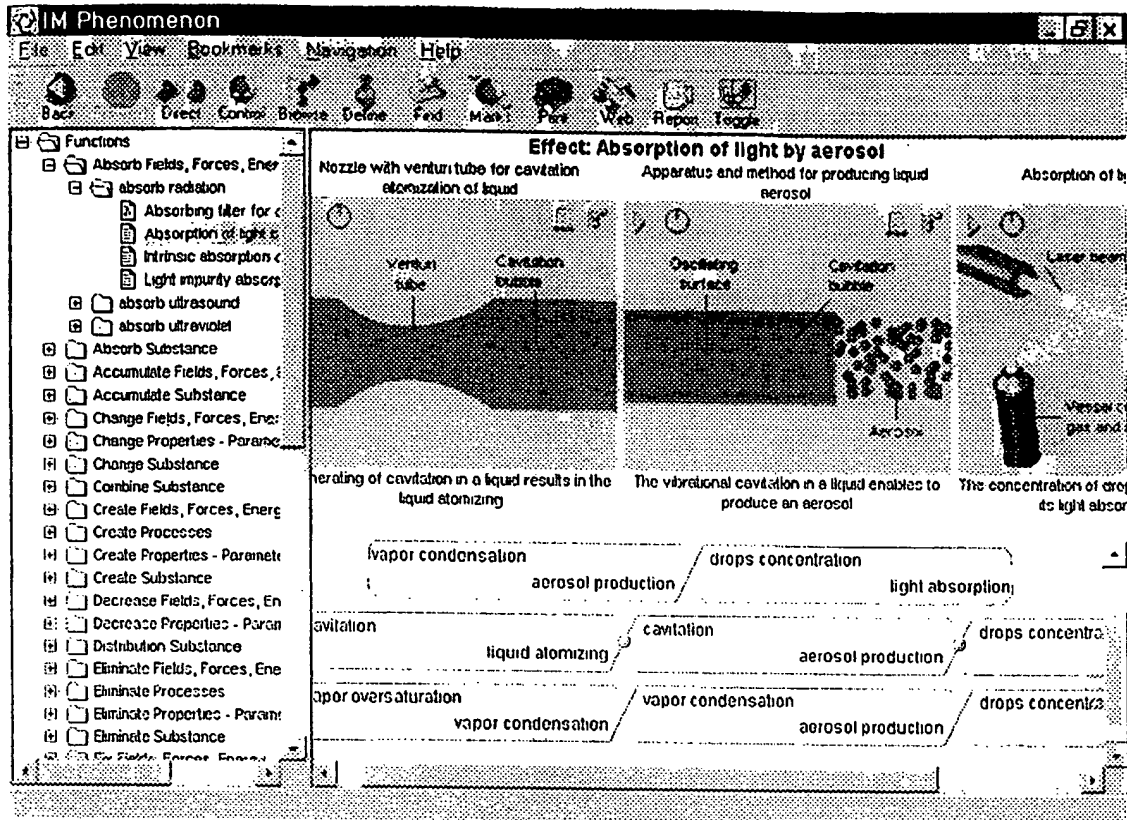 IM Phenomenon
File Edit View Bookmarks Navigation Help
Back Direct Control Browse Define Find Mark1 Web Report Toggle
Functions
Absorb Fields, Forces, Ener
absorb radiation
Absorbing filter for c
Absorption of light b
Intrinsic absorption c
Light impurity absorp
absorb ultrasound
absorb ultraviolet
Absorb Substance
Accumulate Fields, Forces,
Accumulate Substance
Change Fields, Forces, Ener
Change Properties - Parame
Change Substance
Combine Substance
Create Fields, Forces, Energ
Create Processes
Create Properties - Paramete
Create Substance
Decrease Fields, Forces, En
Decrease Properties - Param
Distribution Substance
Eliminate Fields, Forces, Ene
Eliminate Processes
Eliminate Properties - Parame
Eliminate Substance
Fields, Forces, Energy
Effect: Absorption of light by aerosol
Nozzle with venturi tube for cavitation
atomization of liquid
Venturi
tube
Cavitation
bubble
nerating of cavitation in a liquid results in the
liquid atomizing
Apparatus and method for producing liquid
aerosol
Oscillating
surface
Cavitation
bubble
Aerosol
The vibrational cavitation in a liquid enables to
produce an aerosol
Absorption of li
Laser beam
Vessel c
gas and
The concentration of drop
its light absor
vapor condensation
aerosol production
drops concentration
light absorption
avitation
liquid atomizing
cavitation
aerosol production
drops concentra
apor oversaturation
vapor condensation
vapor condensation
aerosol production
drops concentra